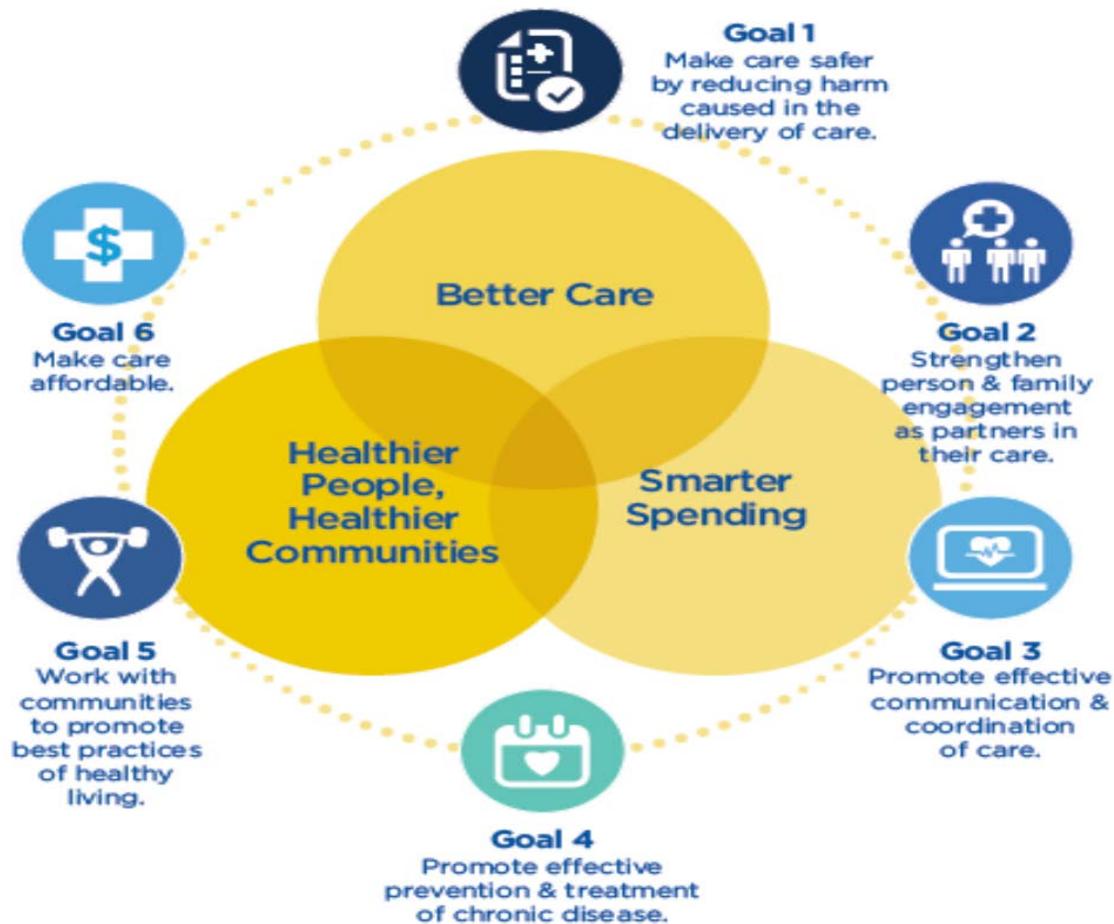 Goal 1
Make care safer
by reducing harm
caused in the
delivery of care.
Better Care
Healthier
People,
Healthier
Communities
Smarter
Spending
Goal 2
Strengthen
person & family
engagement
as partners in
their care.
Goal 3
Promote effective
communication &
coordination
of care.
Goal 4
Promote effective
prevention & treatment
of chronic disease.
Goal 5
Work with
communities
to promote
best practices
of healthy
living.
Goal 6
Make care
affordable.
$